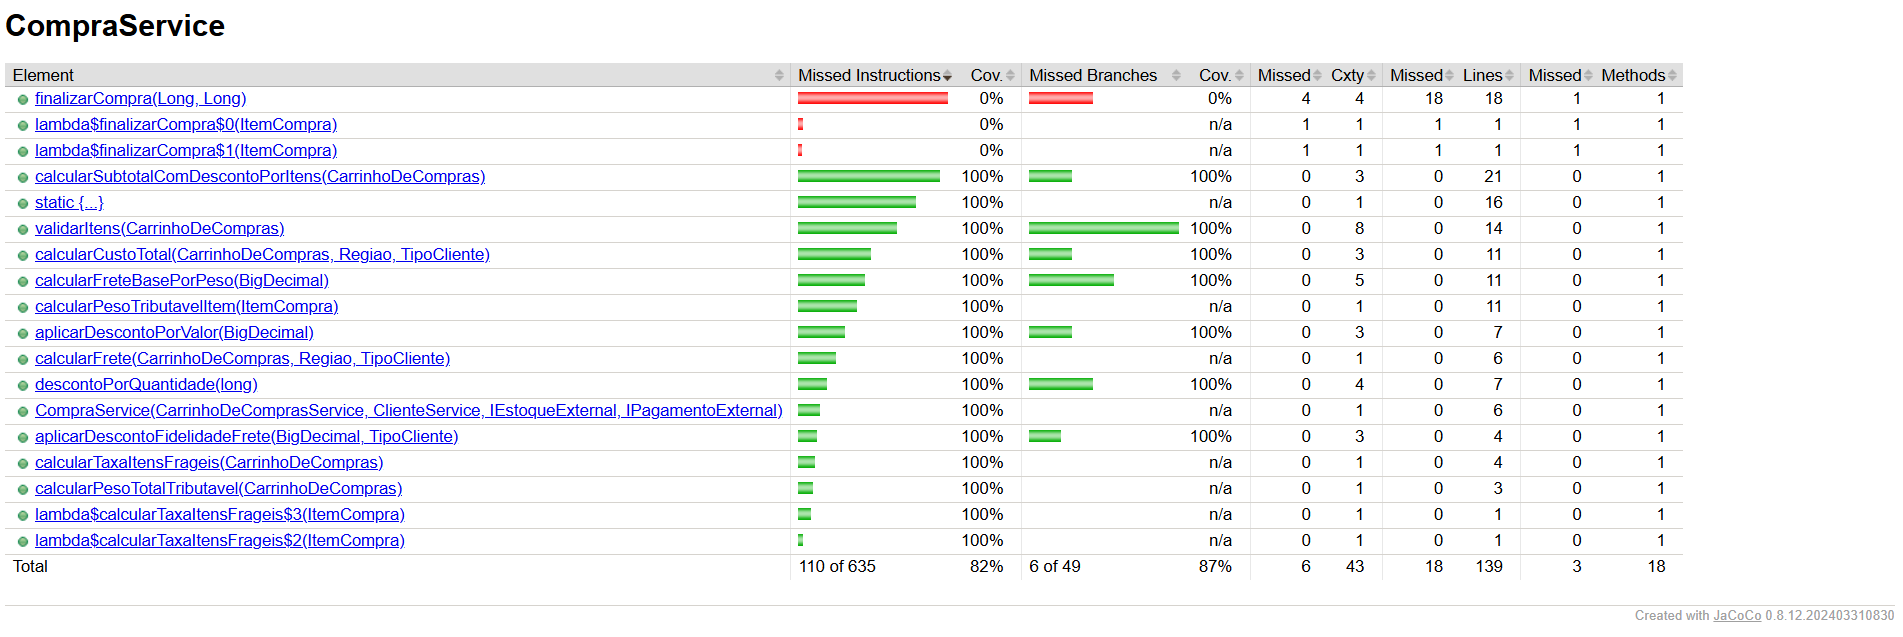 CompraService
Element Missed Instructions Cov. Missed Branches Cov. Missed Cxty Missed Lines Missed Methods
finalizarCompra(Long, Long) 0% 0% 4 4 18 18 1 1
lambda$finalizarCompra$0(ItemCompra) 0% n/a 1 1 1 1 1 1
lambda$finalizarCompra$1(ItemCompra) 0% n/a 1 1 1 1 1 1
calcularSubtotalComDescontoPorItens(CarrinhoDeCompras) 100% 100% 0 3 0 21 0 1
static {...} 100% n/a 0 1 0 16 0 1
validarItens(CarrinhoDeCompras) 100% 100% 0 8 0 14 0 1
calcularCustoTotal(CarrinhoDeCompras, Regiao, TipoCliente) 100% 100% 0 3 0 11 0 1
calcularFreteBasePorPeso(BigDecimal) 100% 100% 0 5 0 11 0 1
calcularPesoTributavelItem(ItemCompra) 100% n/a 0 1 0 11 0 1
aplicarDescontoPorValor(BigDecimal) 100% 100% 0 3 0 7 0 1
calcularFrete(CarrinhoDeCompras, Regiao, TipoCliente) 100% n/a 0 1 0 6 0 1
descontoPorQuantidade(long) 100% 100% 0 4 0 7 0 1
CompraService(CarrinhoDeComprasService, ClienteService, IEstoqueExternal, IPagamentoExternal) 100% n/a 0 1 0 6 0 1
aplicarDescontoFidelidadeFrete(BigDecimal, TipoCliente) 100% 100% 0 3 0 4 0 1
calcularTaxaItensFrageis(CarrinhoDeCompras) 100% n/a 0 1 0 4 0 1
calcularPesoTotalTributavel(CarrinhoDeCompras) 100% n/a 0 1 0 3 0 1
lambda$calcularTaxaItensFrageis$3(ItemCompra) 100% n/a 0 1 0 1 0 1
lambda$calcularTaxaItensFrageis$2(ItemCompra) 100% n/a 0 1 0 1 0 1
Total 110 of 635 82% 6 of 49 87% 6 43 18 139 3 18
Created with JaCoCo 0.8.12.202403310830